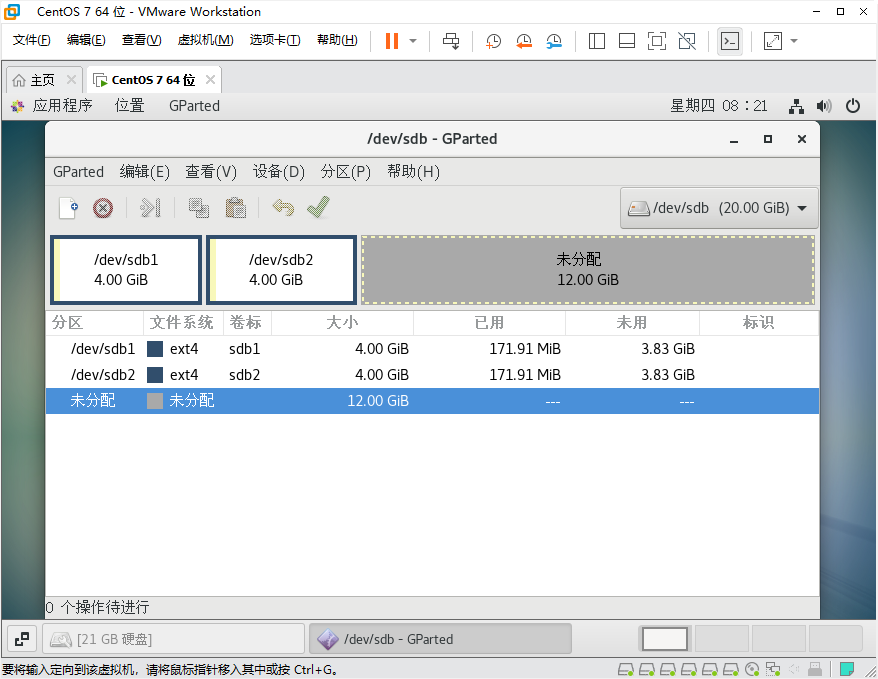 CentOS 7 64 位 - VMware Workstation
文件(F) 编辑(E) 查看(V) 虚拟机(M) 选项卡(T) 帮助(H)
主页 CentOS 7 64 位
应用程序 位置 GParted 星期四 08：21
/dev/sdb - GParted
GParted 编辑(E) 查看(V) 设备(D) 分区(P) 帮助(H)
/dev/sdb (20.00 GiB)
/dev/sdb1 /dev/sdb2 未分配
4.00 GiB 4.00 GiB 12.00 GiB
分区 文件系统 卷标 大小 已用 未用 标识
/dev/sdb1 ext4 sdb1 4.00 GiB 171.91 MiB 3.83 GiB
/dev/sdb2 ext4 sdb2 4.00 GiB 171.91 MiB 3.83 GiB
未分配 未分配 12.00 GiB --- ---
0 个操作待进行
[21 GB 硬盘] /dev/sdb - GParted
要将输入定向到该虚拟机，请将鼠标指针移入其中或按 Ctrl+G。